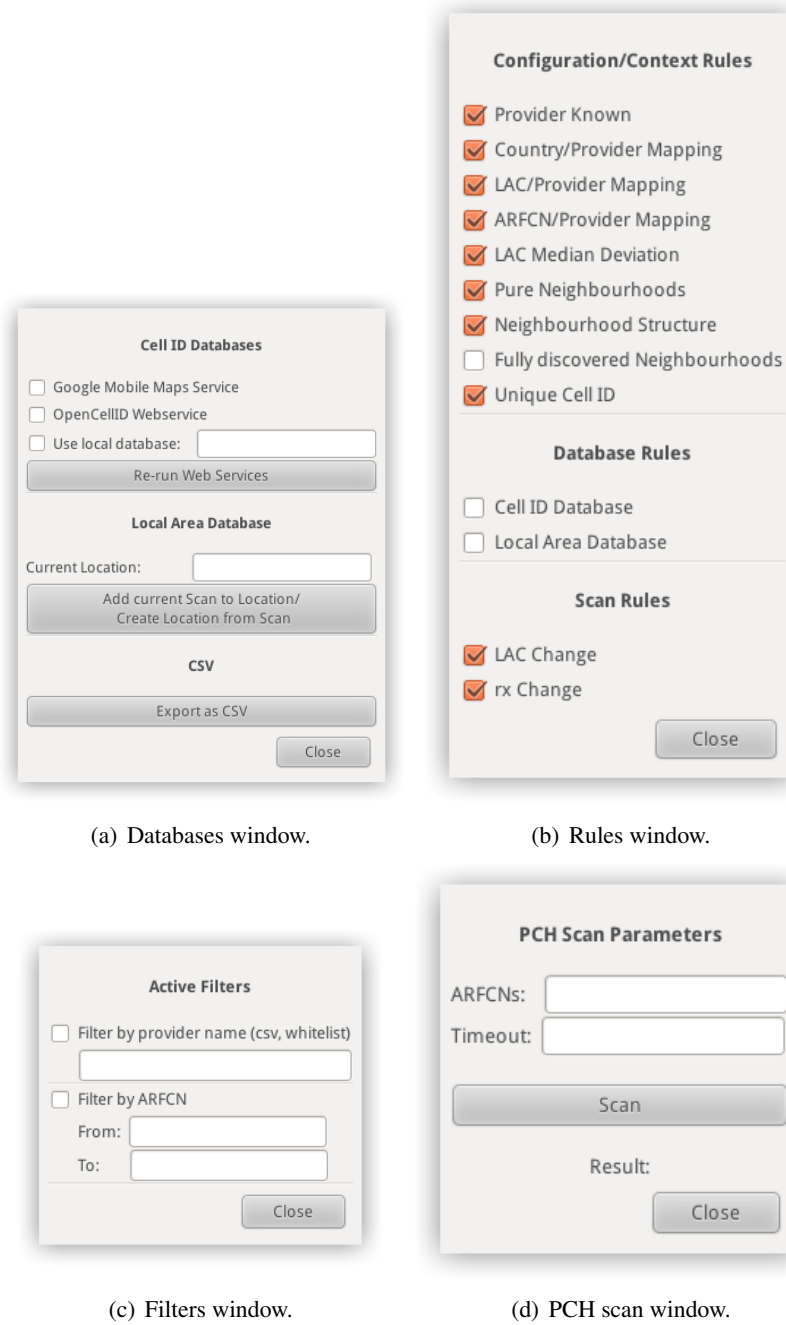 Cell ID Databases
Google Mobile Maps Service
OpenCellID Webservice
Use local database:
Re-run Web Services
Local Area Database
Current Location:
Add current Scan to Location/
Create Location from Scan
CSV
Export as CSV
Close
(a) Databases window.
Configuration/Context Rules
Provider Known
Country/Provider Mapping
LAC/Provider Mapping
ARFCN/Provider Mapping
LAC Median Deviation
Pure Neighbourhoods
Neighbourhood Structure
Fully discovered Neighbourhoods
Unique Cell ID
Database Rules
Cell ID Database
Local Area Database
Scan Rules
LAC Change
rx Change
Close
(b) Rules window.
Active Filters
Filter by provider name (csv, whitelist)
Filter by ARFCN
From:
To:
Close
(c) Filters window.
PCH Scan Parameters
ARFCNs:
Timeout:
Scan
Result:
Close
(d) PCH scan window.